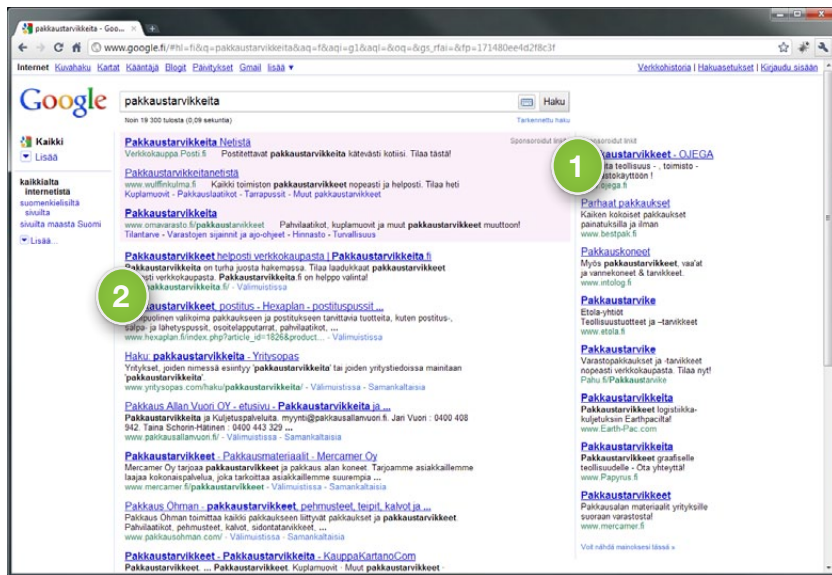 pakkaustarvikkeita - Goo...
www.google.fi/#hl=fi&q=pakkaustarvikkeita&aq=f&aqi=g1&aql=&oq=&gs_rfai=&fp=171480ee4d2f8c3f
Internet Kuvahaku Kartat Kääntäjä Blogit Päivitykset Gmail lisää ▼
Verkkohistoria | Hakuasetukset | Kirjaudu sisään
Google
pakkaustarvikkeita
Haku
Noin 19 300 tulosta (0,09 sekuntia)
Tarkennettu haku
Kaikki
Lisää
kaikkialta
internetistä
suomenkielisiltä
sivuilta
sivuilta maasta Suomi
Lisää...
Pakkaustarvikkeita Netistä
Sponsoroidut linkit
Verkkokauppa.Posti.fi Postitettavat pakkaustarvikkeita kätevästi kotiisi. Tilaa tästä!
Pakkaustarvikkeitanetistä
www.wulffinkulma.fi Kaikki toimiston pakkaustarvikkeet nopeasti ja helposti. Tilaa heti
Kuplamuovit - Pakkauslaatikot - Tarrapussit - Muut pakkaustarvikkeet
Pakkaustarvikkeita
www.omavarasto.fi/pakkaustarvikkeet Pahvilaatikot, kuplamuovit ja muut pakkaustarvikkeet muuttoon!
Tilantarve - Varastojen sijainnit ja ajo-ohjeet - Hinnasto - Turvallisuus
Pakkaustarvikkeet helposti verkkokaupasta | Pakkaustarvikkeita.fi
Pakkaustarvikkeita on turha juosta hakemassa. Tilaa laadukkaat pakkaustarvikkeet
verkkokaupasta. Pakkaustarvikkeita.fi on helppo valinta!
pakkaustarvikkeita.fi/ - Välimuistissa
2
pakkaustarvikkeet, postitus - Hexaplan - postituspussit ...
valikoima pakkaukseen ja postitukseen tarvittavia tuotteita, kuten postitus-,
salpa- ja lähetyspussit, osoitelapputarrat, pahvilaatikot, ...
www.hexaplan.fi/index.php?article_id=1826&product... - Välimuistissa
Haku: pakkaustarvikkeita - Yritysopas
Yritykset, joiden nimessä esiintyy 'pakkaustarvikkeita' tai joiden yritystiedoissa mainitaan
'pakkaustarvikkeita'.
www.yritysopas.com/haku/pakkaustarvikkeita/ - Välimuistissa - Samankaltaisia
Pakkaus Allan Vuori OY - etusivu - Pakkaustarvikkeita ja ...
Pakkaustarvikkeita ja Kuljetuspalveluita. myynti@pakkausallanvuori.fi. Jari Vuori : 0400 408
942. Taina Schorin-Hätinen : 0400 443 329 ...
www.pakkausallanvuori.fi/ - Välimuistissa - Samankaltaisia
Pakkaustarvikkeet - Pakkausmateriaalit - Mercamer Oy
Mercamer Oy tarjoaa pakkaustarvikkeet ja pakkaus alan koneet. Tarjoamme asiakkaillemme
laajaa kokonaispalvelua, joka tarkoittaa asiakkaillemme suurempia ...
www.mercamer.fi/pakkaustarvikkeet - Välimuistissa - Samankaltaisia
Pakkaus Öhman - pakkaustarvikkeet, pehmusteet, teipit, kalvot ja ...
Pakkaus Öhman toimittaa kaikki pakkaukseen liittyvät pakkaukset ja pakkaustarvikkeet.
Pahvilaatikot, pehmusteet, kalvot, sidontatarvikkeet, ...
www.pakkausohman.com/ - Välimuistissa - Samankaltaisia
Pakkaustarvikkeet - Pakkaustarvikkeita - KauppaKartanoCom
Pakkaustarvikkeet. ... Pakkaustarvikkeet. Kuplamuovit · Muut pakkaustarvikkeet ·
Sponsoroidut linkit
1
Pakkaustarvikkeet - OJEGA
teollisuus - , toimisto -
käyttöön !
www.ojega.fi
Parhaat pakkaukset
Kaiken kokoiset pakkaukset
painatuksilla ja ilman
www.bestpak.fi
Pakkauskoneet
Myös pakkaustarvikkeet, vaa'at
ja vannekoneet & tarvikkeet.
www.intolog.fi
Pakkaustarvike
Etola-yhtiöt
Teollisuustuotteet ja –tarvikkeet
www.etola.fi
Pakkaustarvike
Varastopakkaukset ja -tarvikkeet
nopeasti verkkokaupasta. Tilaa nyt!
Pahu.fi/Pakkaustarvike
Pakkaustarvikkeita
Pakkaustarvikkeet logistiikka-
kuljetuksiin Earthpacilta!
www.Earth-Pac.com
Pakkaustarvikkeita
Pakkaustarvikkeet graafiselle
teollisuudelle - Ota yhteyttä!
www.Papyrus.fi
Pakkaustarvikkeet
Pakkausalan materiaalit yrityksille
suoraan varastosta!
www.mercamer.fi
Voit nähdä mainoksesi tässä »